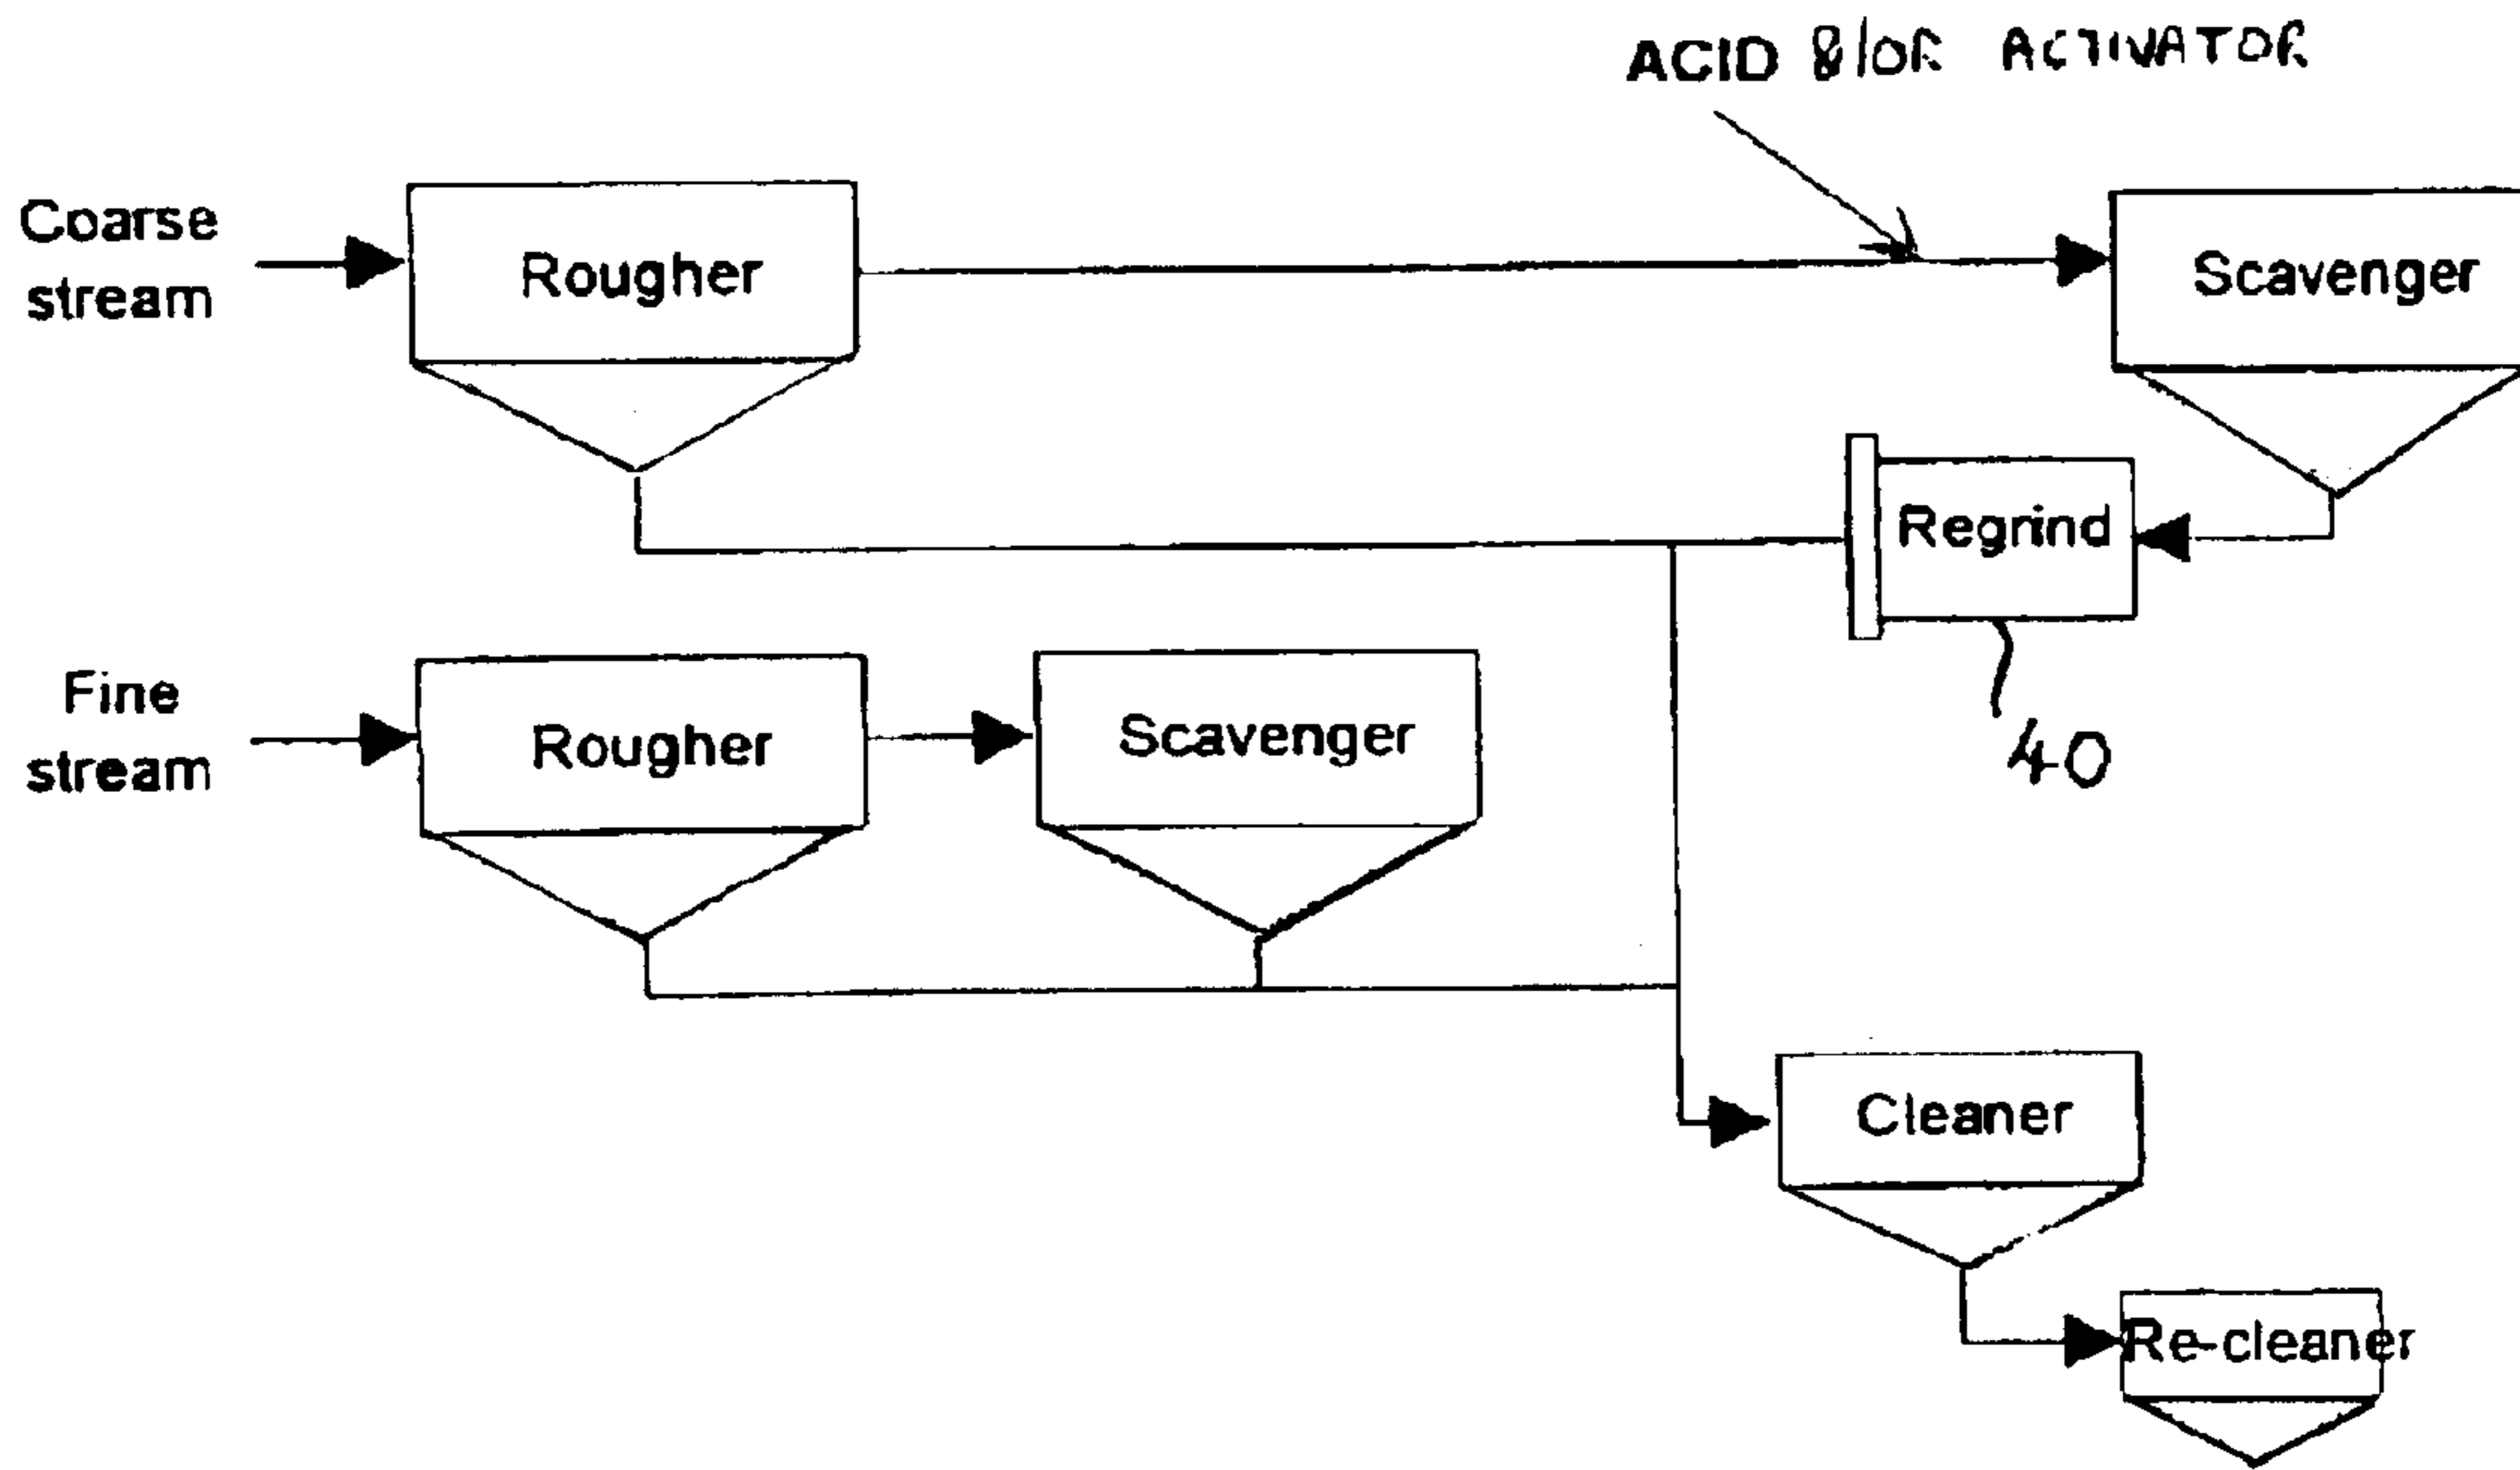 ACID &/OR ACTIVATOR
Coarse
stream
Rougher
Scavenger
Regrind
Fine
stream
Rougher
Scavenger
40
Cleaner
Re-cleaner